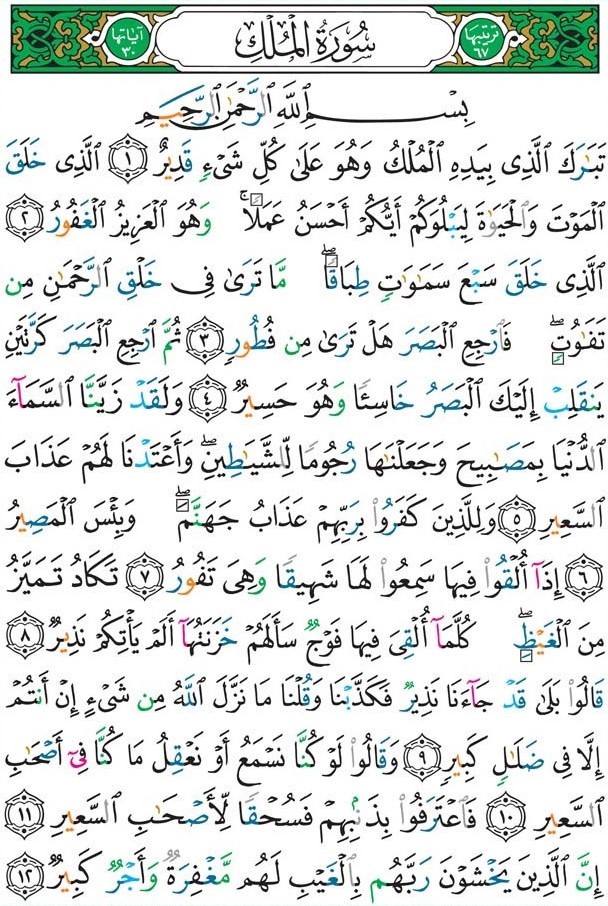 ترتيبها ٦٧ سُورَةُ الْمُلْكِ آياتها ٣٠
بِسْمِ ٱللَّهِ ٱلرَّحْمَٰنِ ٱلرَّحِيمِ
تَبَٰرَكَ ٱلَّذِى بِيَدِهِ ٱلْمُلْكُ وَهُوَ عَلَىٰ كُلِّ شَىْءٍ قَدِيرٌ ١ ٱلَّذِى خَلَقَ
ٱلْمَوْتَ وَٱلْحَيَوٰةَ لِيَبْلُوَكُمْ أَيُّكُمْ أَحْسَنُ عَمَلًا ۚ وَهُوَ ٱلْعَزِيزُ ٱلْغَفُورُ ٢
ٱلَّذِى خَلَقَ سَبْعَ سَمَٰوَٰتٍ طِبَاقًا ۖ مَّا تَرَىٰ فِى خَلْقِ ٱلرَّحْمَٰنِ مِن
تَفَٰوُتٍ ۖ فَٱرْجِعِ ٱلْبَصَرَ هَلْ تَرَىٰ مِن فُطُورٍ ٣ ثُمَّ ٱرْجِعِ ٱلْبَصَرَ كَرَّتَيْنِ
يَنقَلِبْ إِلَيْكَ ٱلْبَصَرُ خَاسِئًا وَهُوَ حَسِيرٌ ٤ وَلَقَدْ زَيَّنَّا ٱلسَّمَآءَ
ٱلدُّنْيَا بِمَصَٰبِيحَ وَجَعَلْنَٰهَا رُجُومًا لِّلشَّيَٰطِينِ ۖ وَأَعْتَدْنَا لَهُمْ عَذَابَ
ٱلسَّعِيرِ ٥ وَلِلَّذِينَ كَفَرُوا۟ بِرَبِّهِمْ عَذَابُ جَهَنَّمَ ۖ وَبِئْسَ ٱلْمَصِيرُ
٦ إِذَآ أُلْقُوا۟ فِيهَا سَمِعُوا۟ لَهَا شَهِيقًا وَهِىَ تَفُورُ ٧ تَكَادُ تَمَيَّزُ
مِنَ ٱلْغَيْظِ ۖ كُلَّمَآ أُلْقِىَ فِيهَا فَوْجٌ سَأَلَهُمْ خَزَنَتُهَآ أَلَمْ يَأْتِكُمْ نَذِيرٌ ٨
قَالُوا۟ بَلَىٰ قَدْ جَآءَنَا نَذِيرٌ فَكَذَّبْنَا وَقُلْنَا مَا نَزَّلَ ٱللَّهُ مِن شَىْءٍ إِنْ أَنتُمْ
إِلَّا فِى ضَلَٰلٍ كَبِيرٍ ٩ وَقَالُوا۟ لَوْ كُنَّا نَسْمَعُ أَوْ نَعْقِلُ مَا كُنَّا فِىٓ أَصْحَٰبِ
ٱلسَّعِيرِ ١٠ فَٱعْتَرَفُوا۟ بِذَنۢبِهِمْ فَسُحْقًا لِّأَصْحَٰبِ ٱلسَّعِيرِ ١١
إِنَّ ٱلَّذِينَ يَخْشَوْنَ رَبَّهُم بِٱلْغَيْبِ لَهُم مَّغْفِرَةٌ وَأَجْرٌ كَبِيرٌ ١٢